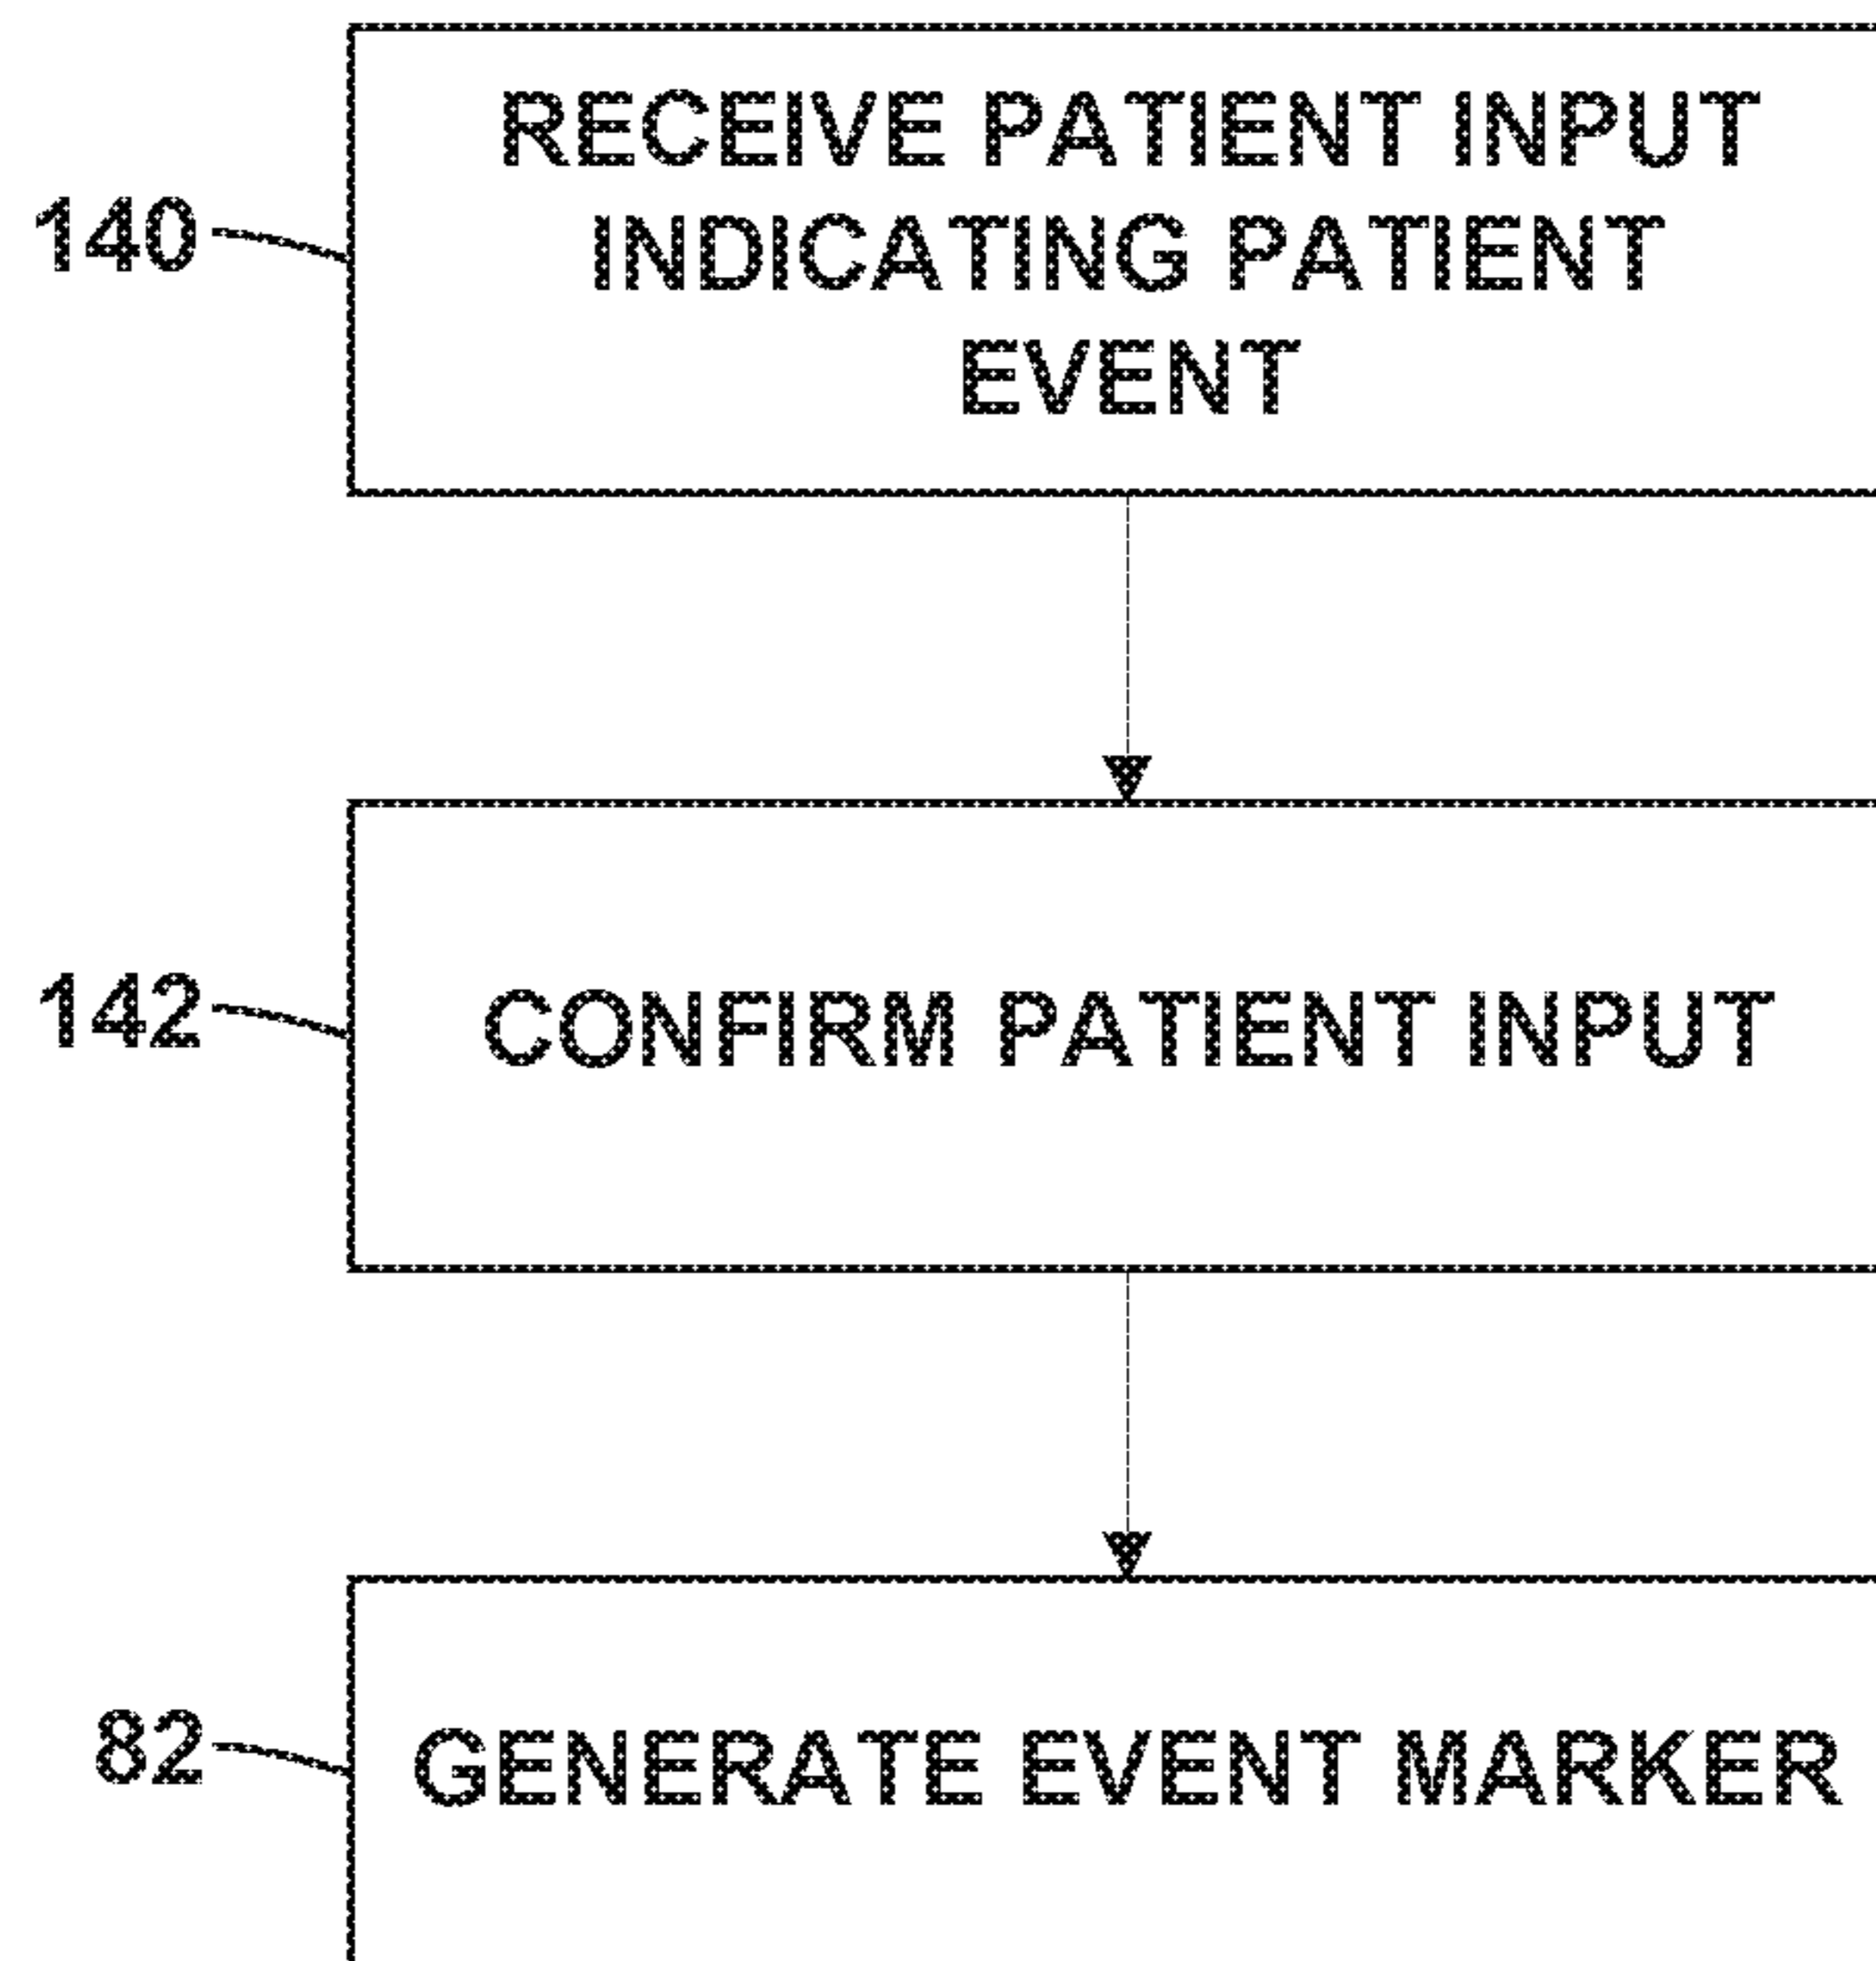 140
RECEIVE PATIENT INPUT
INDICATING PATIENT
EVENT
142
CONFIRM PATIENT INPUT
82
GENERATE EVENT MARKER